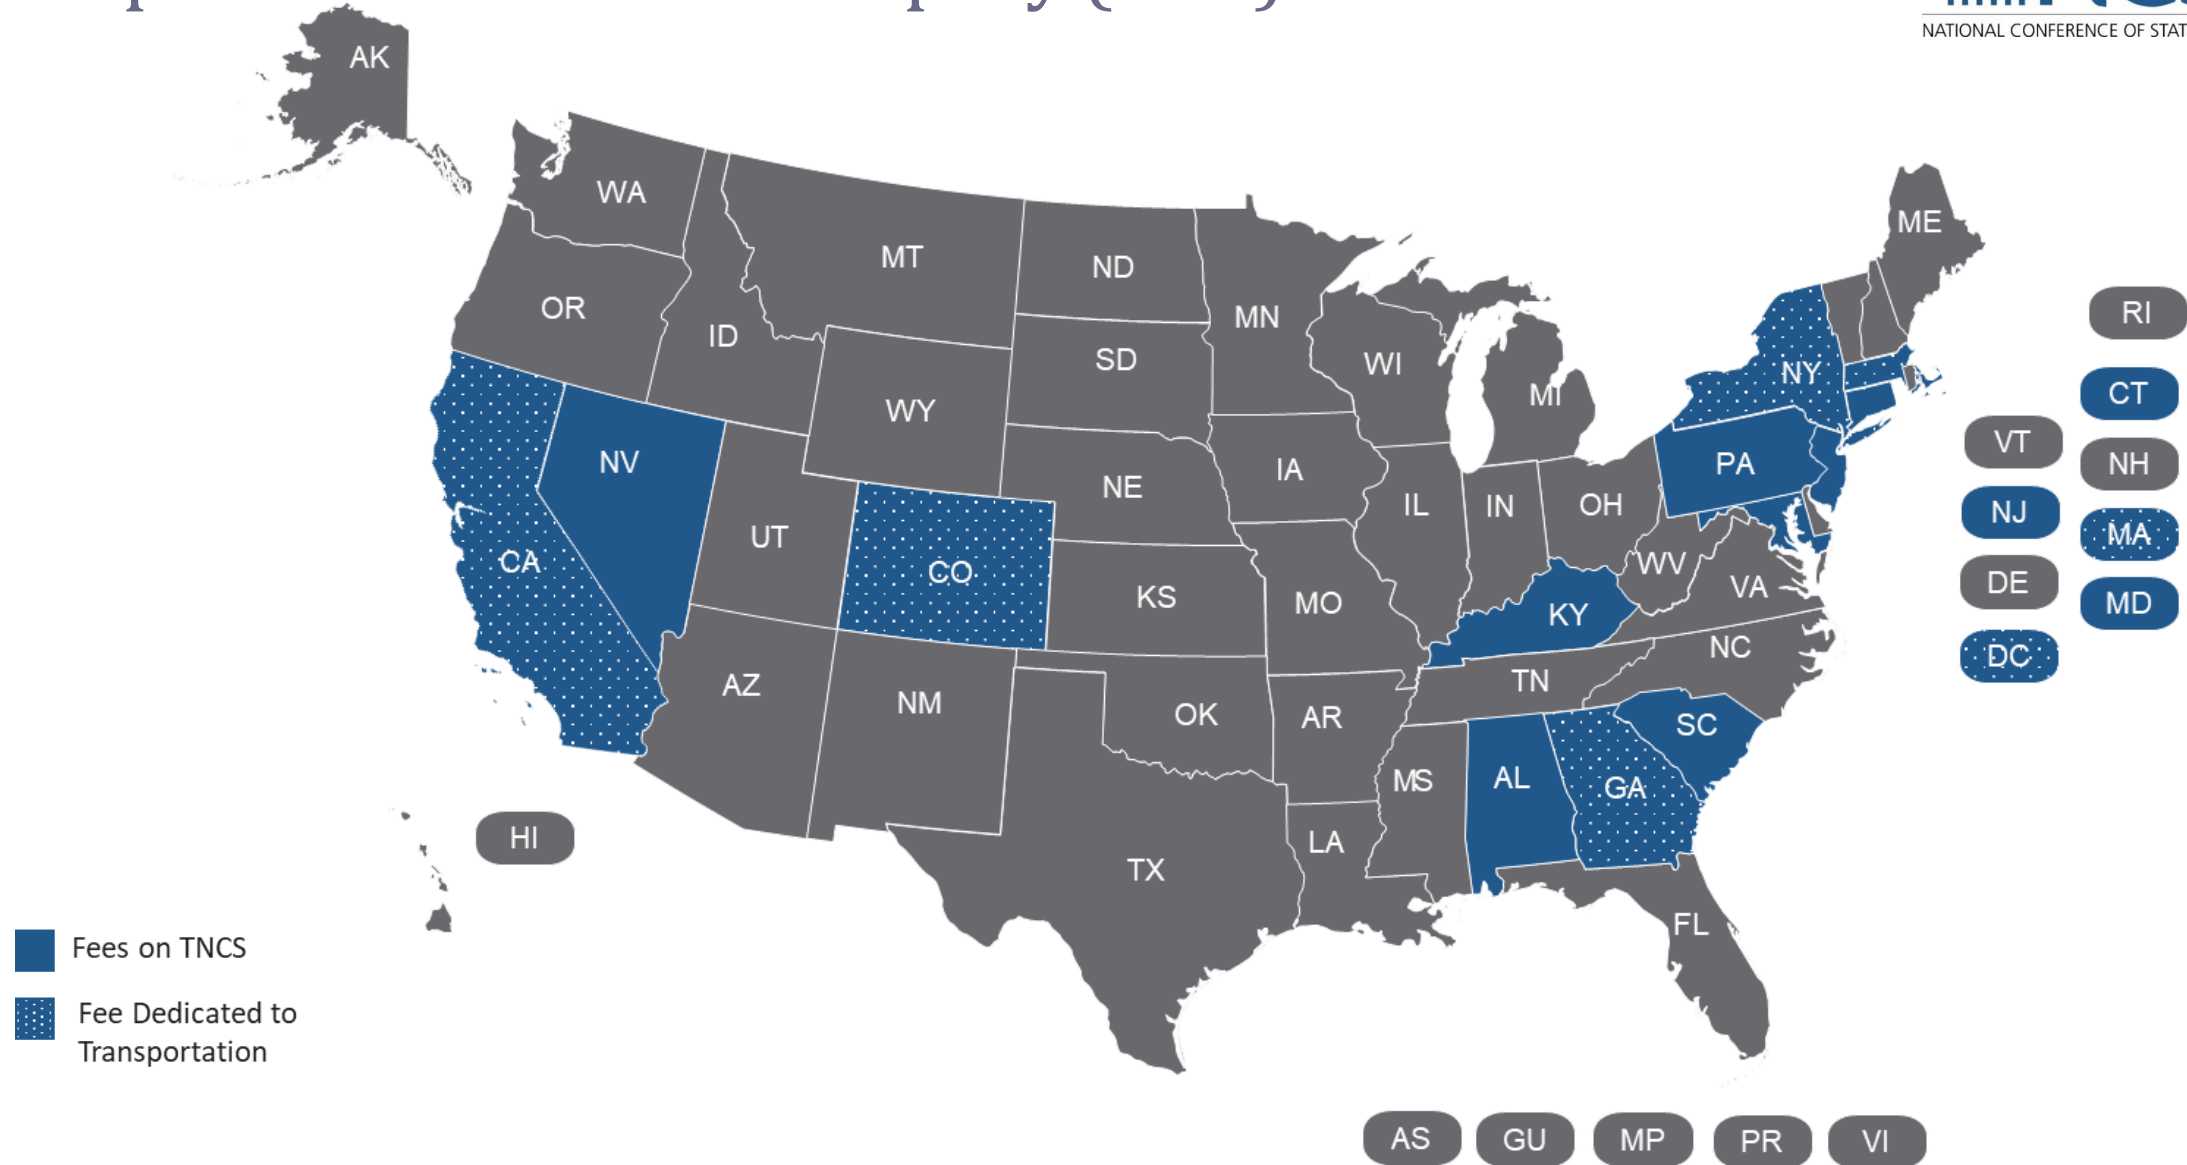 NATIONAL CONFERENCE OF STAT
AK
WA
MT
ND
MN
ME
OR
ID
SD
WI
MI
NY
RI
CT
WY
VT
NH
NV
NE
IA
PA
IL
IN
OH
NJ
MA
UT
CA
CO
KS
MO
WV
VA
DE
KY
MD
NC
DC
AZ
NM
OK
AR
TN
SC
MS
AL
GA
HI
LA
TX
FL
Fees on TNCS
Fee Dedicated to
Transportation
AS
GU
MP
PR
VI